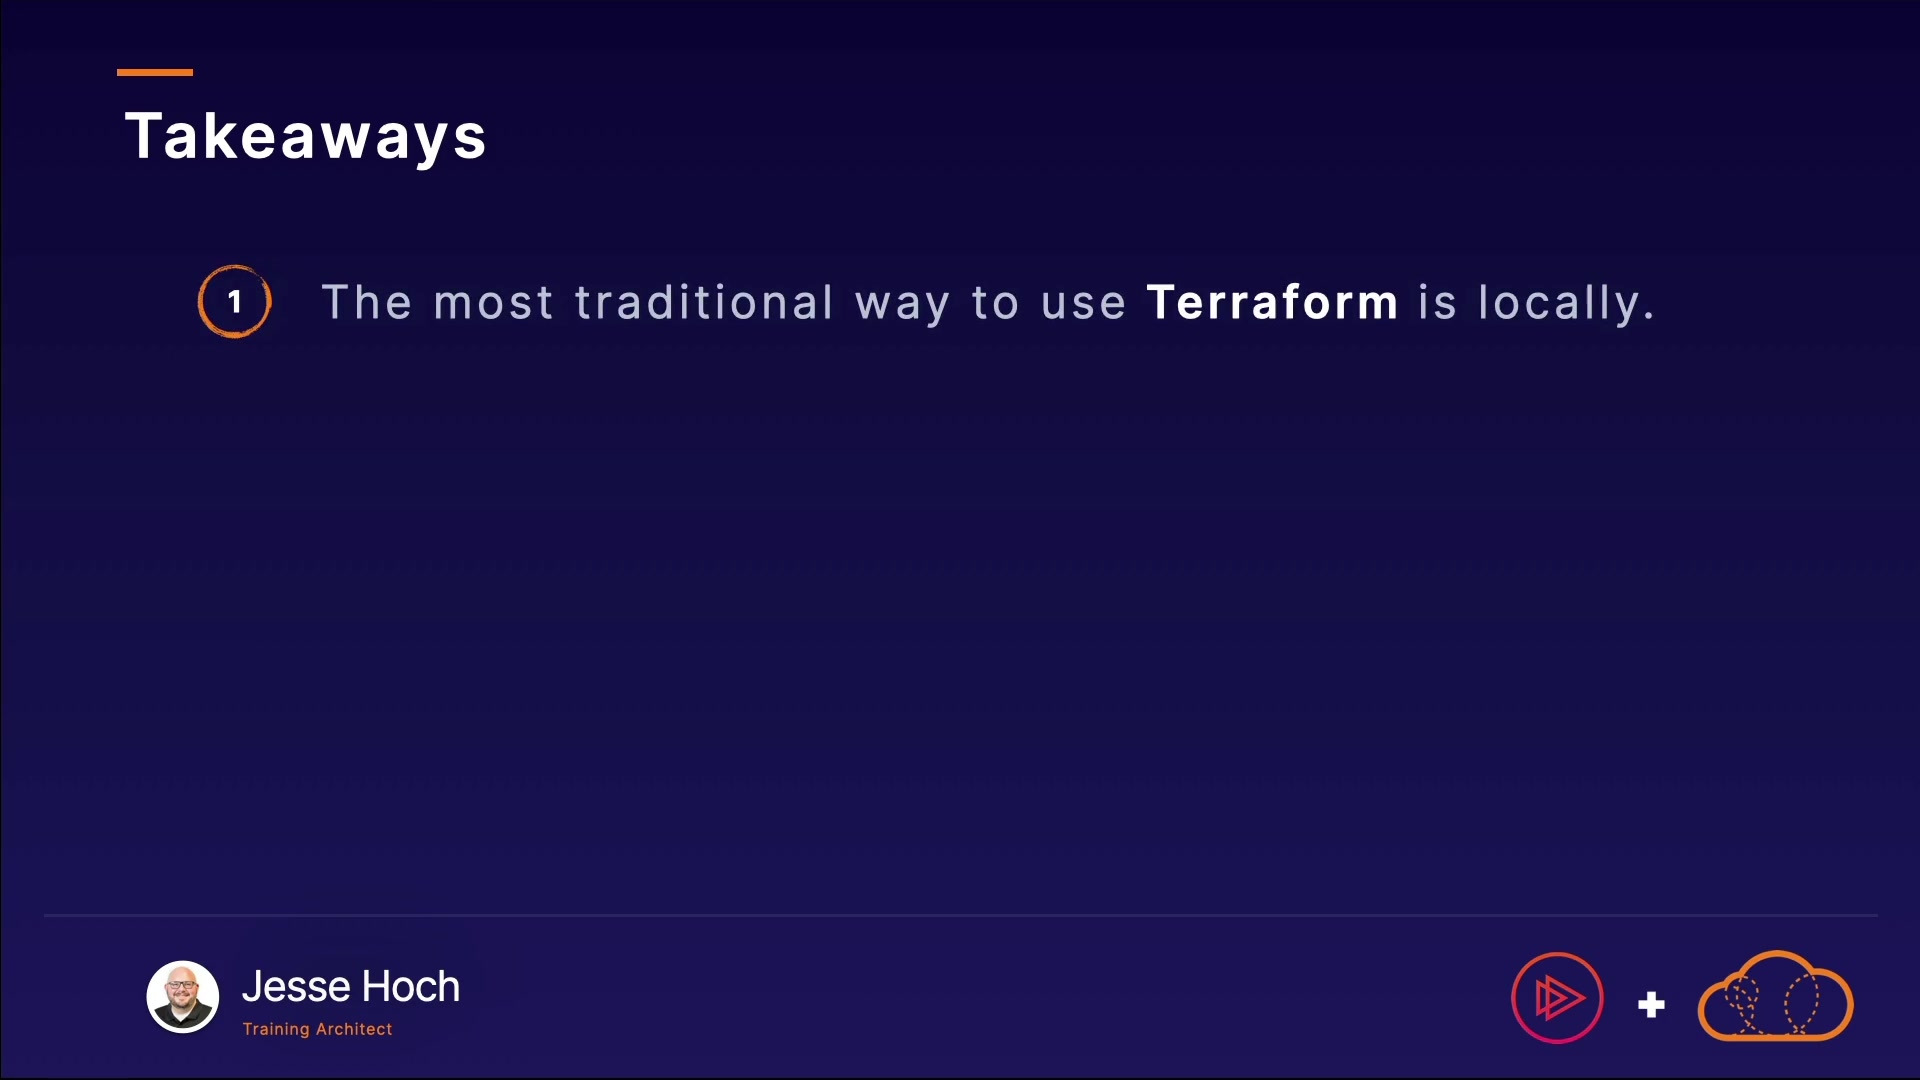 Takeaways
1 The most traditional way to use Terraform is locally.
Jesse Hoch
Training Architect